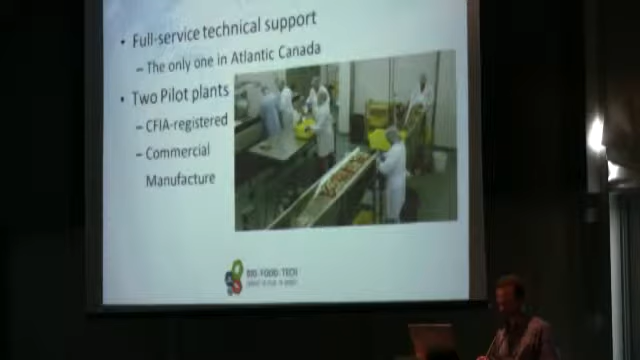 • Full-service technical support
– The only one in Atlantic Canada
• Two Pilot plants
– CFIA-registered
– Commercial
Manufacture
BIO·FOOD·TECH